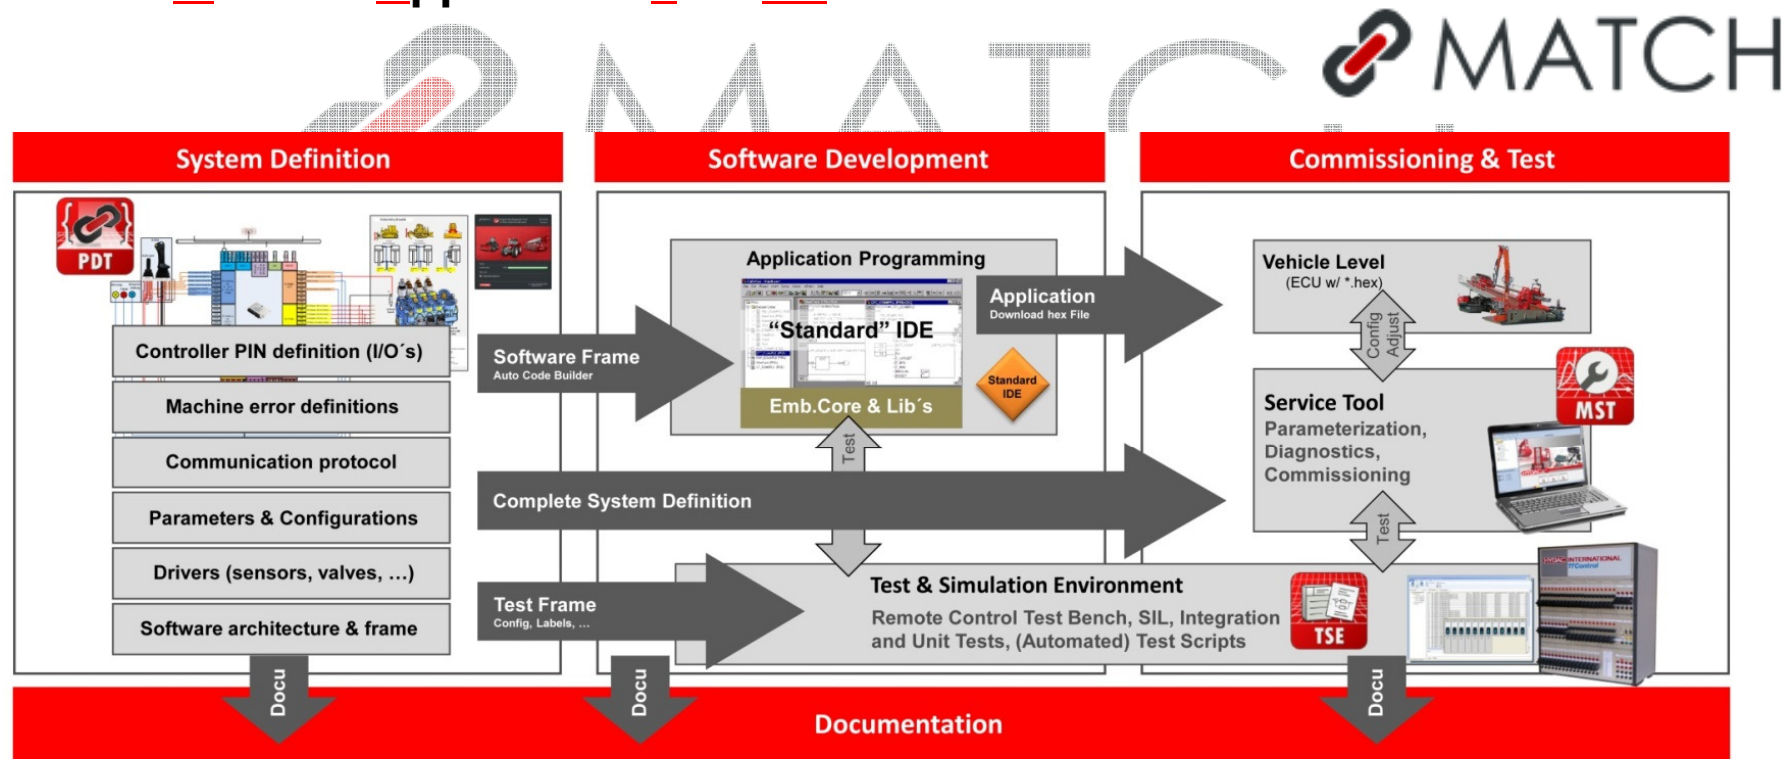 MATCH
System Definition
Software Development
Commissioning & Test
PDT
Controller PIN definition (I/O´s)
Machine error definitions
Communication protocol
Parameters & Configurations
Drivers (sensors, valves, …)
Software architecture & frame
Software Frame
Auto Code Builder
Complete System Definition
Test Frame
Config, Labels, …
Application Programming
“Standard” IDE
Emb.Core & Lib´s
Standard
IDE
Application
Download hex File
Test
Vehicle Level
(ECU w/ *.hex)
Config
Adjust
Service Tool
Parameterization,
Diagnostics,
Commissioning
MST
Test
Test & Simulation Environment
Remote Control Test Bench, SIL, Integration
and Unit Tests, (Automated) Test Scripts
TSE
Docu
Docu
Docu
Documentation